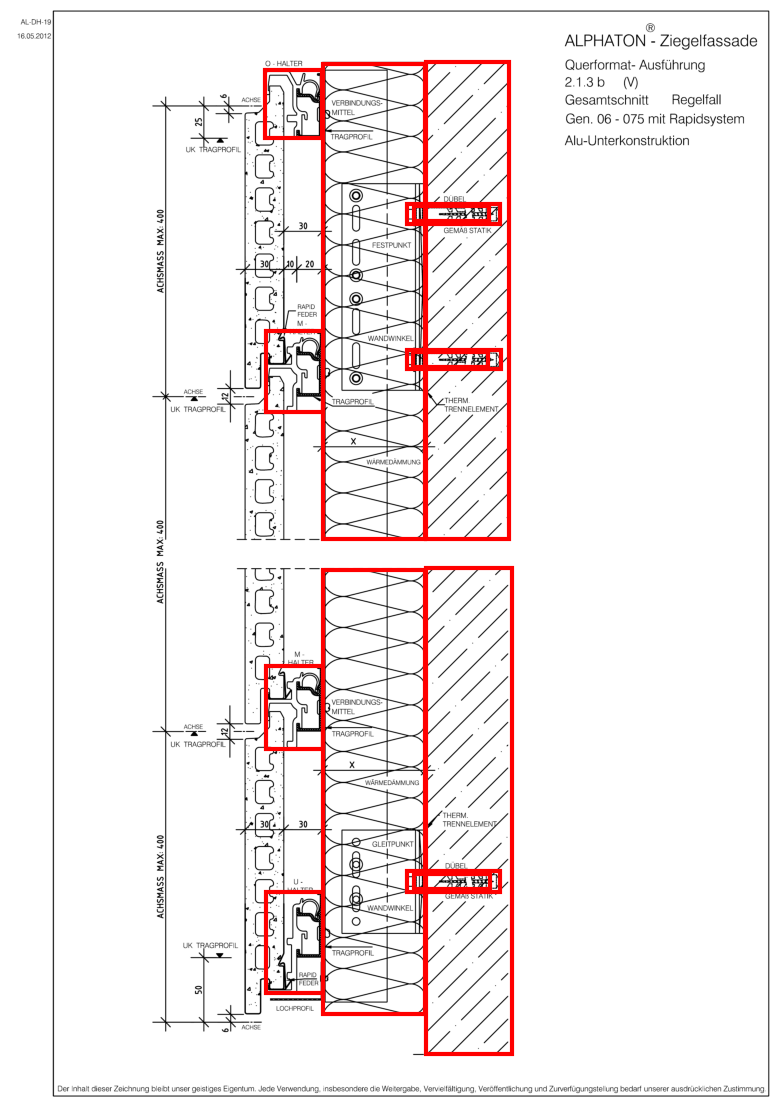 AL-DH-19
16.05.2012
®
ALPHATON - Ziegelfassade
Querformat- Ausführung
2.1.3 b (V)
Gesamtschnitt Regelfall
Gen. 06 - 075 mit Rapidsystem
Alu-Unterkonstruktion
O - HALTER
6
ACHSE
VERBINDUNGS-
MITTEL
25
TRAGPROFIL
UK TRAGPROFIL
DÜBEL
ACHSMASS MAX. 400
30
GEMÄß STATIK
FESTPUNKT
30
10
20
RAPID
FEDER
M -
WANDWINKEL
ACHSE
12
UK TRAGPROFIL
TRAGPROFIL
THERM.
TRENNELEMENT
X
WÄRMEDÄMMUNG
ACHSMASS MAX. 400
M -
HALTER
VERBINDUNGS-
MITTEL
ACHSE
12
UK TRAGPROFIL
TRAGPROFIL
X
WÄRMEDÄMMUNG
THERM.
TRENNELEMENT
30
30
GLEITPUNKT
ACHSMASS MAX. 400
DÜBEL
U -
HALTER
GEMÄß STATIK
WANDWINKEL
UK TRAGPROFIL
TRAGPROFIL
RAPID
FEDER
50
LOCHPROFIL
6
ACHSE
Der Inhalt dieser Zeichnung bleibt unser geistiges Eigentum. Jede Verwendung, insbesondere die Weitergabe, Vervielfältigung, Veröffentlichung und Zurverfügungstellung bedarf unserer ausdrücklichen Zustimmung.